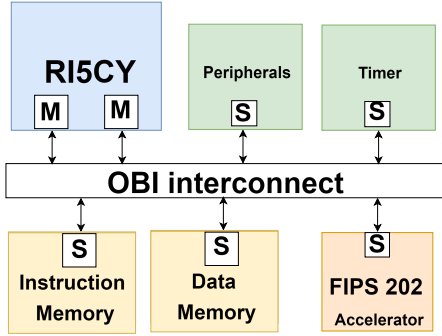 RI5CY
M M
Peripherals
S
Timer
S
OBI interconnect
S
Instruction
Memory
S
Data
Memory
S
FIPS 202
Accelerator